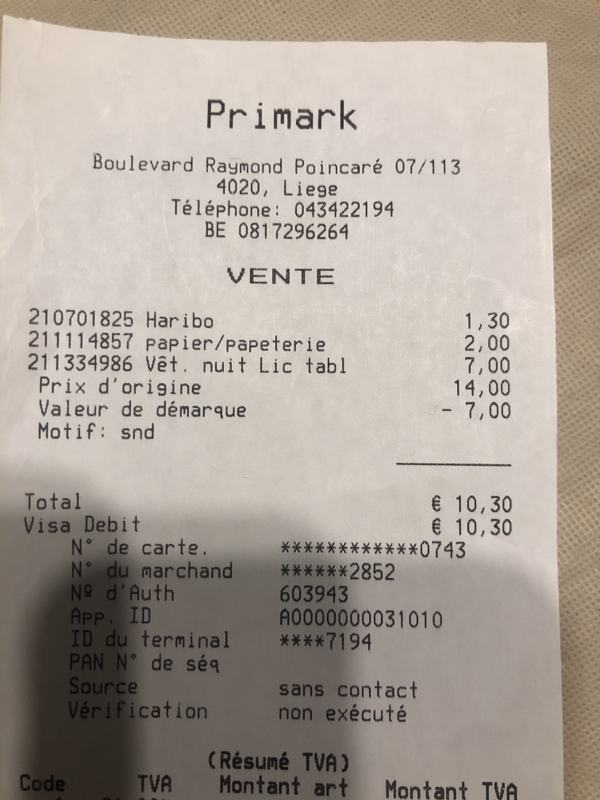 Primark
Boulevard Raymond Poincaré 07/113
4020, Liege
Téléphone: 043422194
BE 0817296264
VENTE
210701825 Haribo 1,30
211114857 papier/papeterie 2,00
211334986 Vêt. nuit Lic tabl 7,00
Prix d'origine 14,00
Valeur de démarque - 7,00
Motif: snd
Total € 10,30
Visa Debit € 10,30
N° de carte. ************0743
N° du marchand ******2852
Nº d'Auth 603943
App. ID A0000000031010
ID du terminal ****7194
PAN N° de séq
Source sans contact
Vérification non exécuté
(Résumé TVA)
Code TVA Montant art Montant TVA